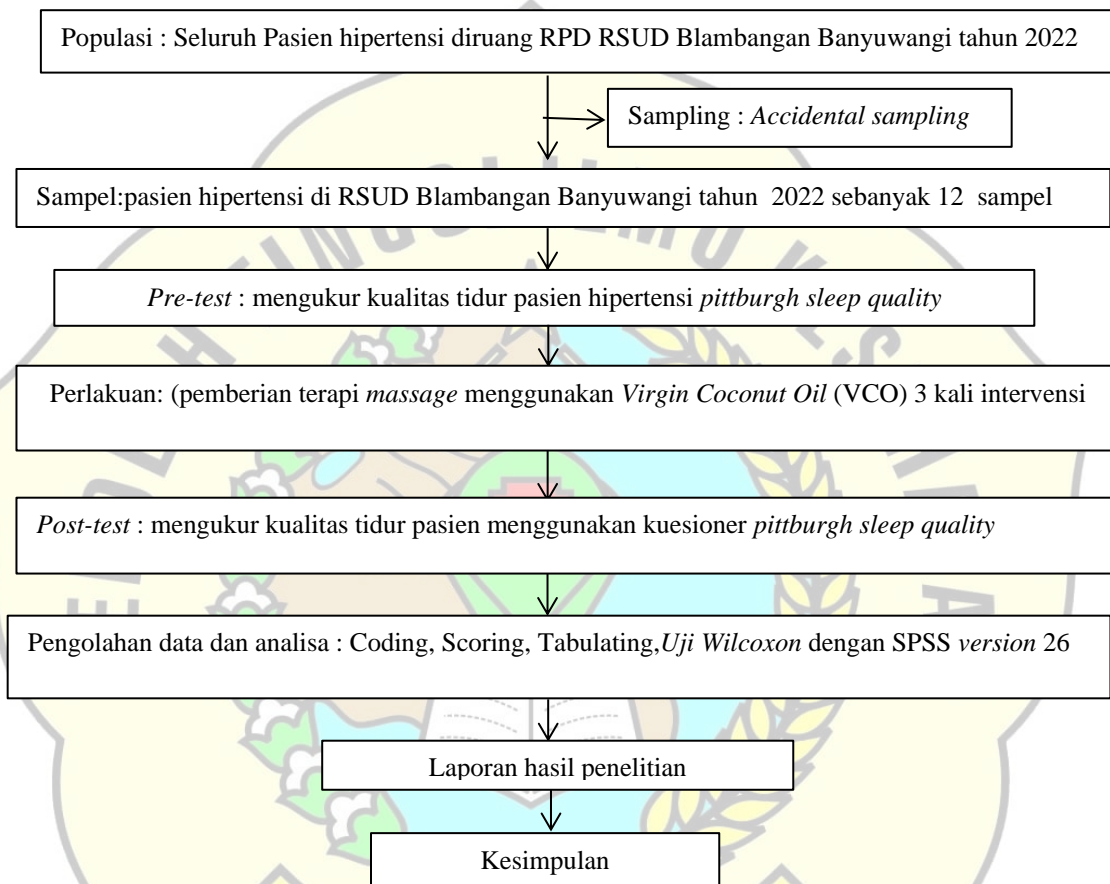 Populasi : Seluruh Pasien hipertensi diruang RPD RSUD Blambangan Banyuwangi tahun 2022
Sampling : Accidental sampling
Sampel:pasien hipertensi di RSUD Blambangan Banyuwangi tahun 2022 sebanyak 12 sampel
Pre-test : mengukur kualitas tidur pasien hipertensi pittburgh sleep quality
Perlakuan: (pemberian terapi massage menggunakan Virgin Coconut Oil (VCO) 3 kali intervensi
Post-test : mengukur kualitas tidur pasien menggunakan kuesioner pittburgh sleep quality
Pengolahan data dan analisa : Coding, Scoring, Tabulating,Uji Wilcoxon dengan SPSS version 26
Laporan hasil penelitian
Kesimpulan